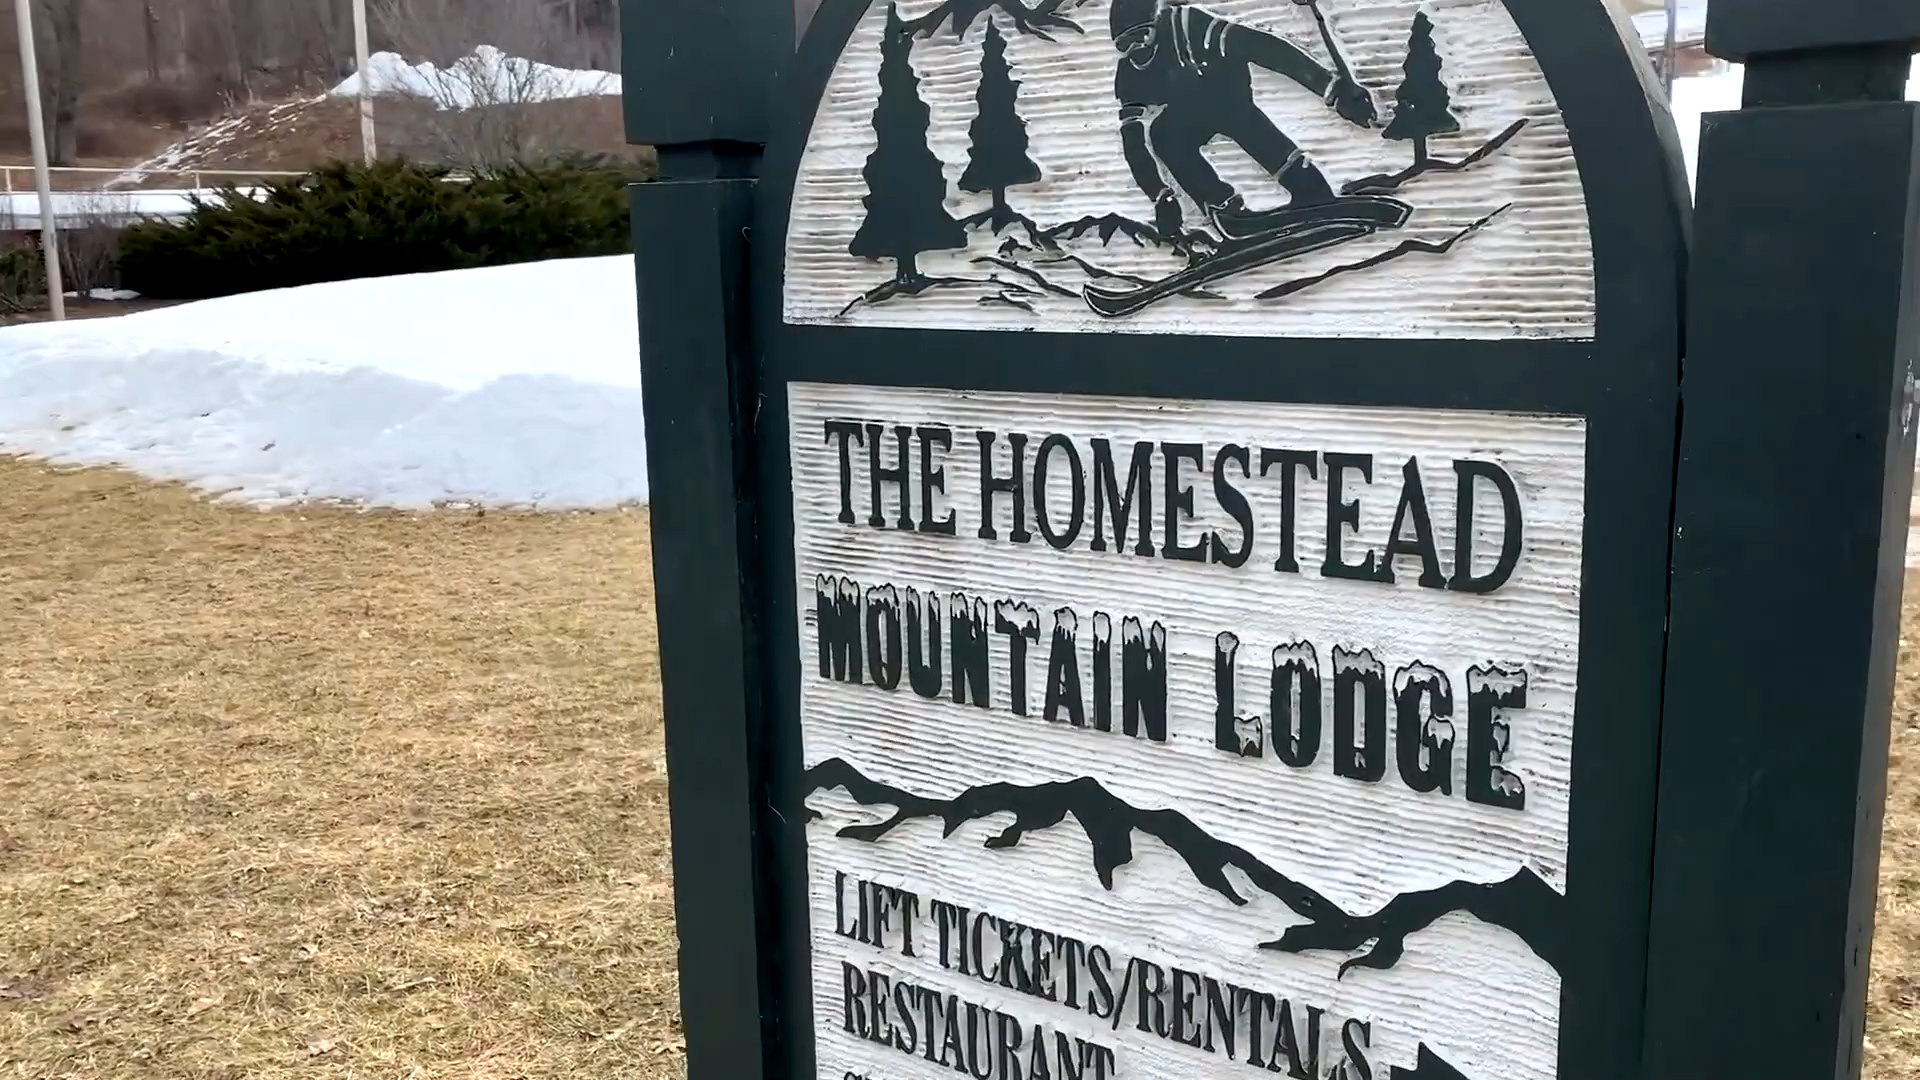 THE HOMESTEAD
MOUNTAIN LODGE
LIFT TICKETS/RENTALS
RESTAURANT